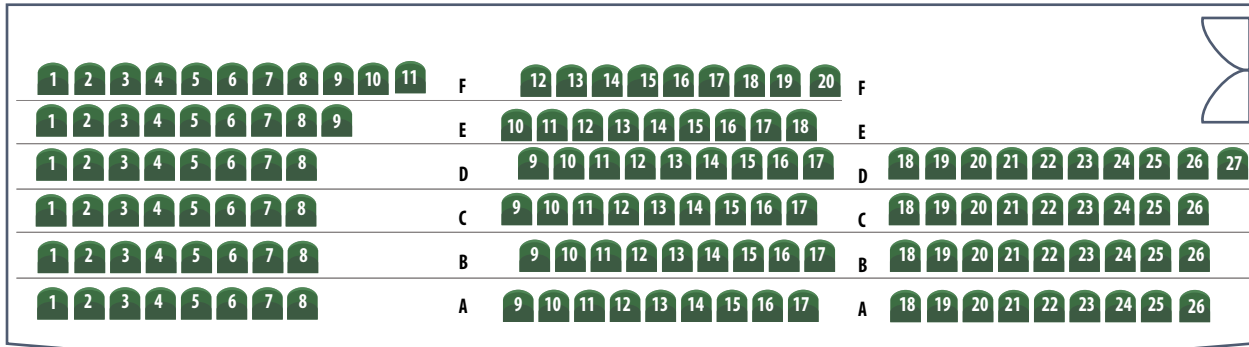 1 2 3 4 5 6 7 8 9 10 11 F 12 13 14 15 16 17 18 19 20 F
1 2 3 4 5 6 7 8 9 E 10 11 12 13 14 15 16 17 18 E
1 2 3 4 5 6 7 8 D 9 10 11 12 13 14 15 16 17 D 18 19 20 21 22 23 24 25 26 27
1 2 3 4 5 6 7 8 C 9 10 11 12 13 14 15 16 17 C 18 19 20 21 22 23 24 25 26
1 2 3 4 5 6 7 8 B 9 10 11 12 13 14 15 16 17 B 18 19 20 21 22 23 24 25 26
1 2 3 4 5 6 7 8 A 9 10 11 12 13 14 15 16 17 A 18 19 20 21 22 23 24 25 26